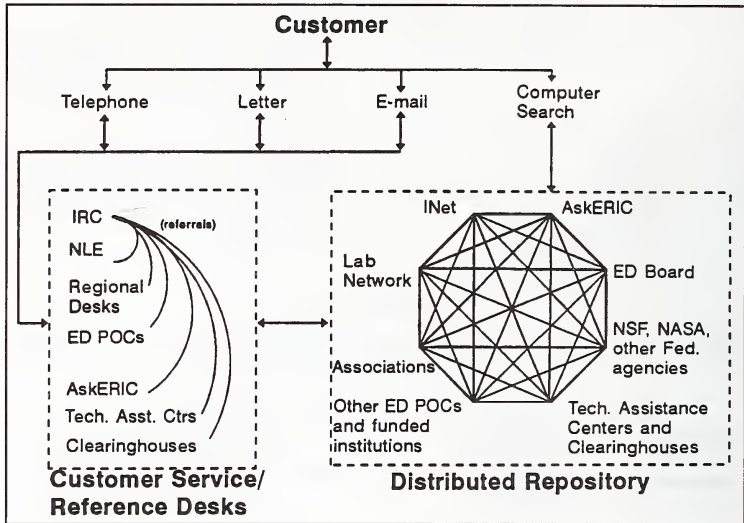 Customer
Telephone
Letter
E-mail
Computer
Search
IRC
(referrals)
NLE
Regional
Desks
ED POCs
AskERIC
Tech. Asst. Ctrs
Clearinghouses
Customer Service/
Reference Desks
INet
AskERIC
Lab
Network
ED Board
NSF, NASA,
other Fed.
agencies
Associations
Other ED POCs
and funded
institutions
Tech. Assistance
Centers and
Clearinghouses
Distributed Repository